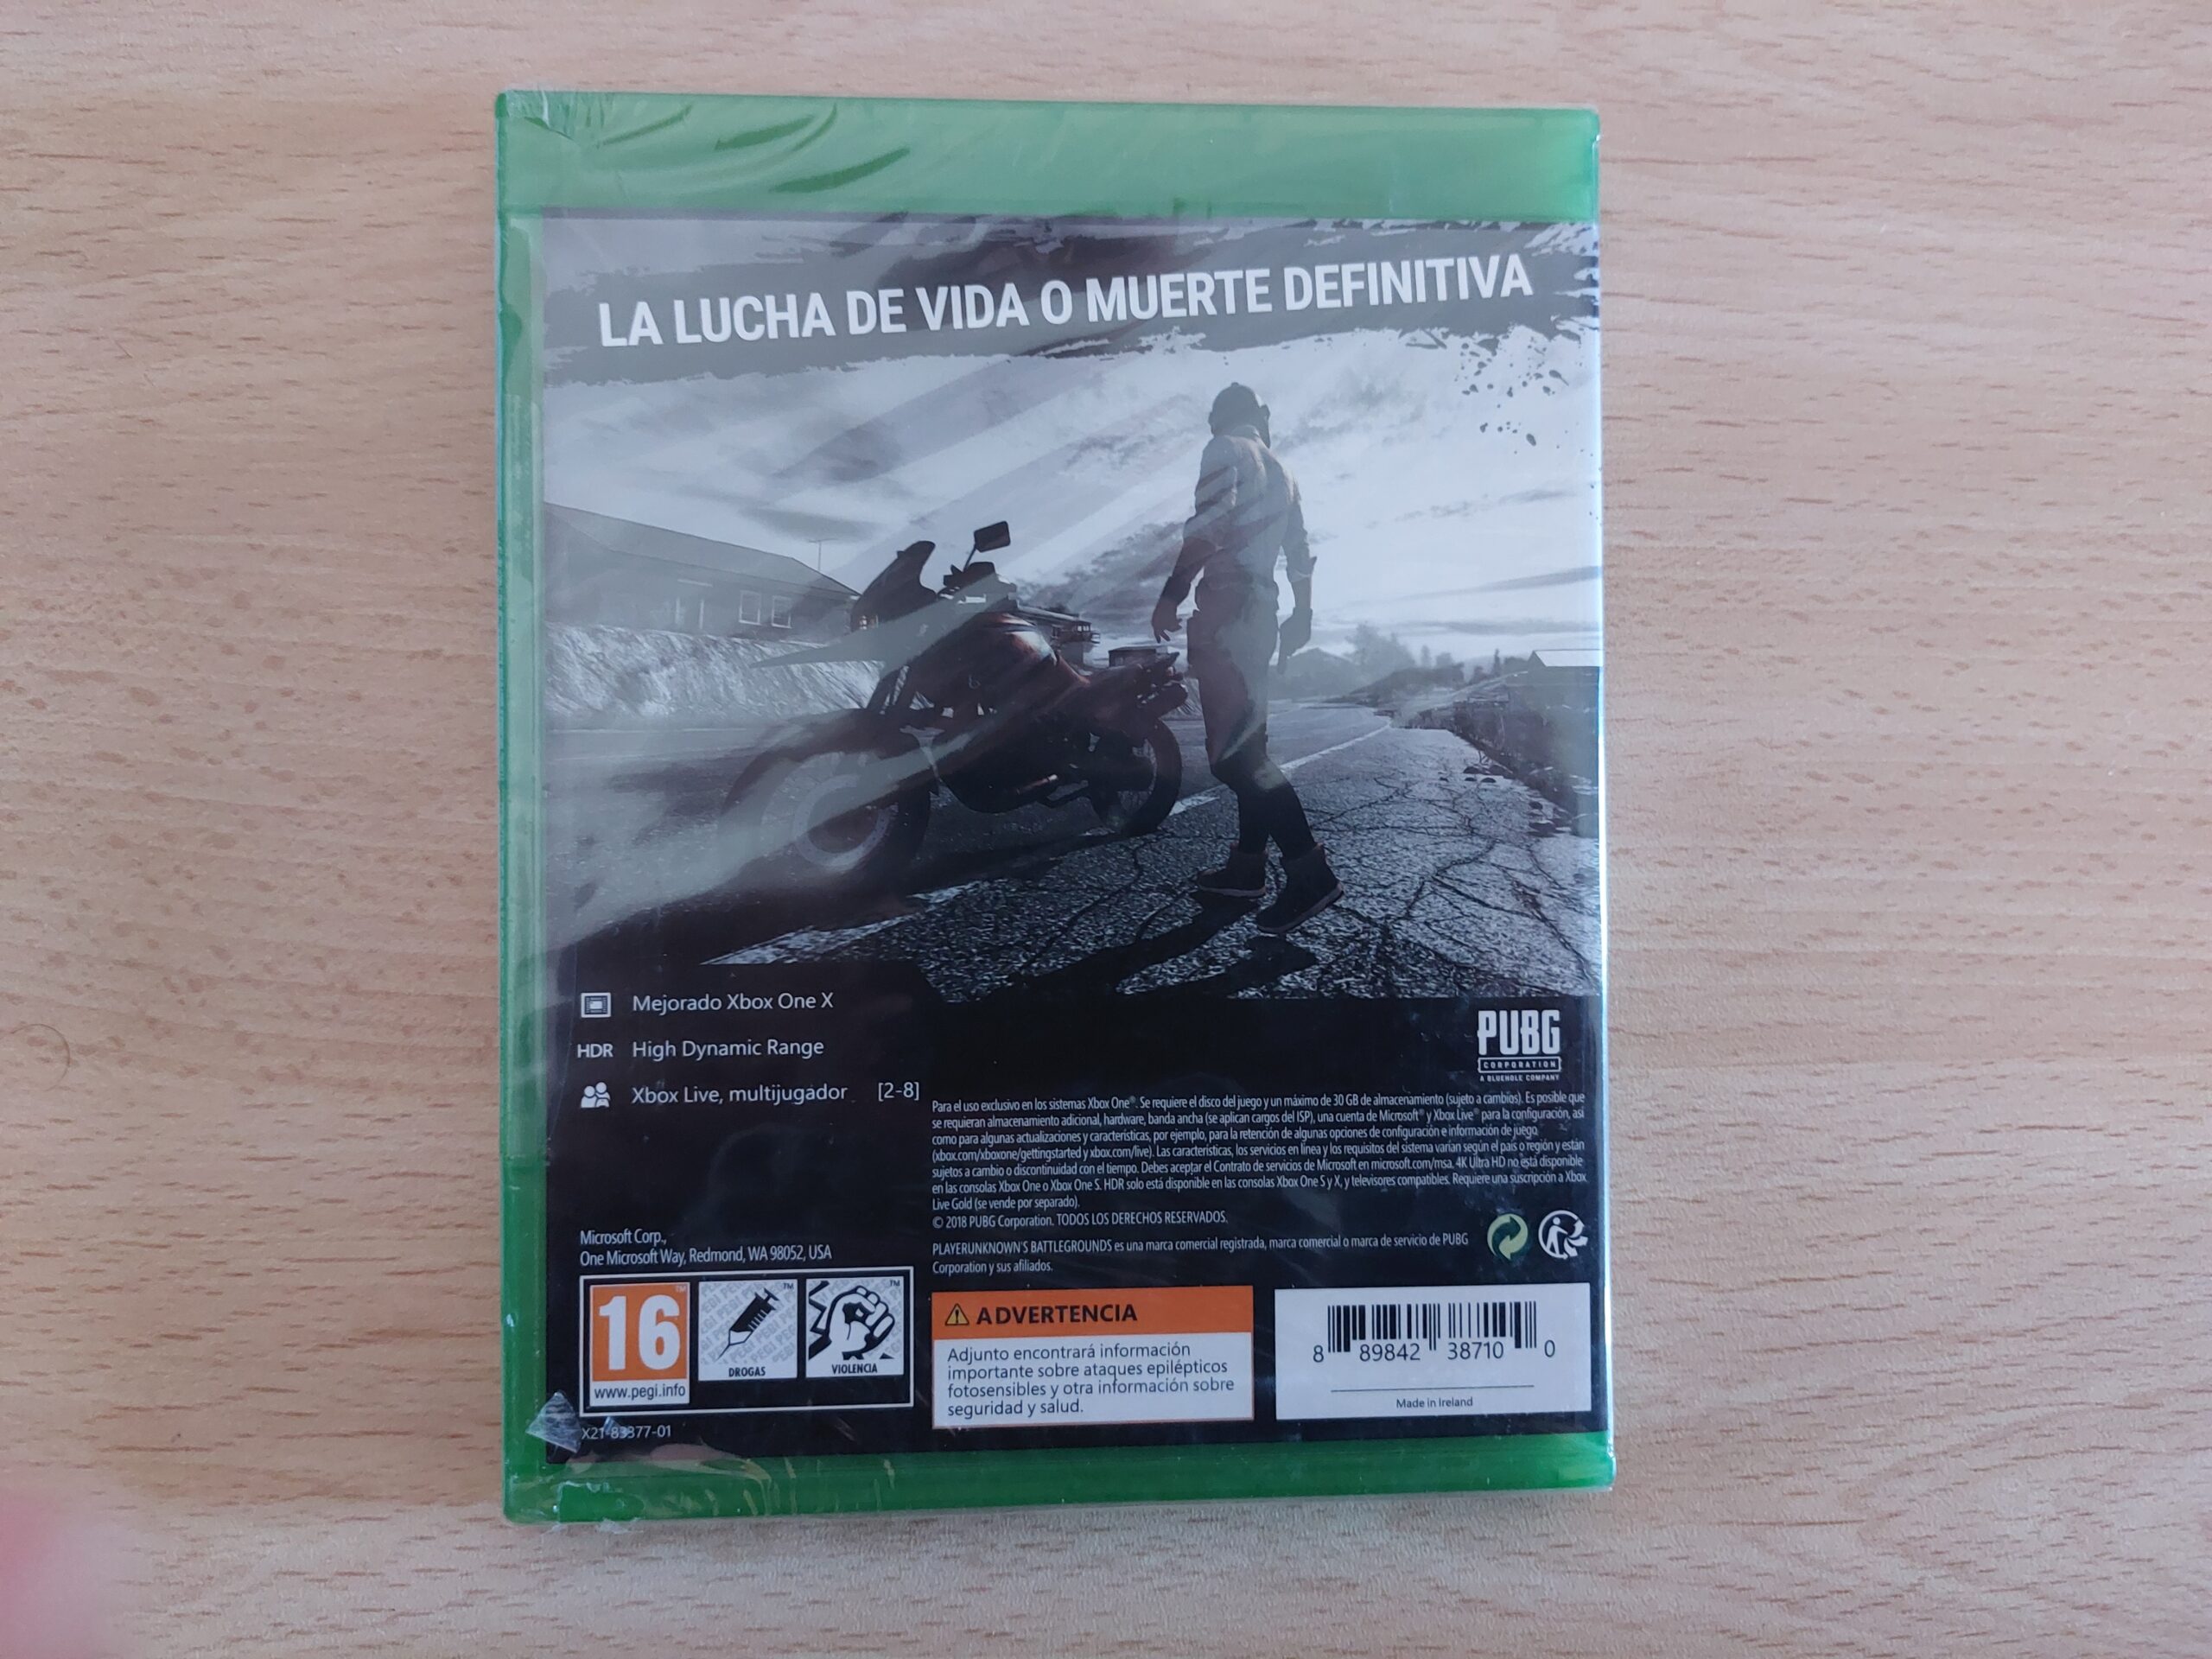 LA LUCHA DE VIDA O MUERTE DEFINITIVA
Mejorado Xbox One X
HDR High Dynamic Range
Xbox Live, multijugador [2-8]
PUBG
CORPORATION
A BLUEHOLE COMPANY
Para el uso exclusivo en los sistemas Xbox One®. Se requiere el disco del juego y un máximo de 30 GB de almacenamiento (sujeto a cambios). Es posible que
se requieran almacenamiento adicional, hardware, banda ancha (se aplican cargos del ISP), una cuenta de Microsoft® y Xbox Live® para la configuración, así
como para algunas actualizaciones y características, por ejemplo, para la retención de algunas opciones de configuración e información de juego
(xbox.com/xboxone/gettingstarted y xbox.com/live). Las características, los servicios en línea y los requisitos del sistema varían según el país o región y están
sujetos a cambio o discontinuidad con el tiempo. Debes aceptar el Contrato de servicios de Microsoft en microsoft.com/msa. 4K Ultra HD no está disponible
en las consolas Xbox One o Xbox One S. HDR solo está disponible en las consolas Xbox One S y X, y televisores compatibles. Requiere una suscripción a Xbox
Live Gold (se vende por separado).
© 2018 PUBG Corporation. TODOS LOS DERECHOS RESERVADOS.
PLAYERUNKNOWN'S BATTLEGROUNDS es una marca comercial registrada, marca comercial o marca de servicio de PUBG
Corporation y sus afiliados.
Microsoft Corp.,
One Microsoft Way, Redmond, WA 98052, USA
16
www.pegi.info
DROGAS
VIOLENCIA
X21-83377-01
ADVERTENCIA
Adjunto encontrará información
importante sobre ataques epilépticos
fotosensibles y otra información sobre
seguridad y salud.
8 89842 38710 0
Made in Ireland